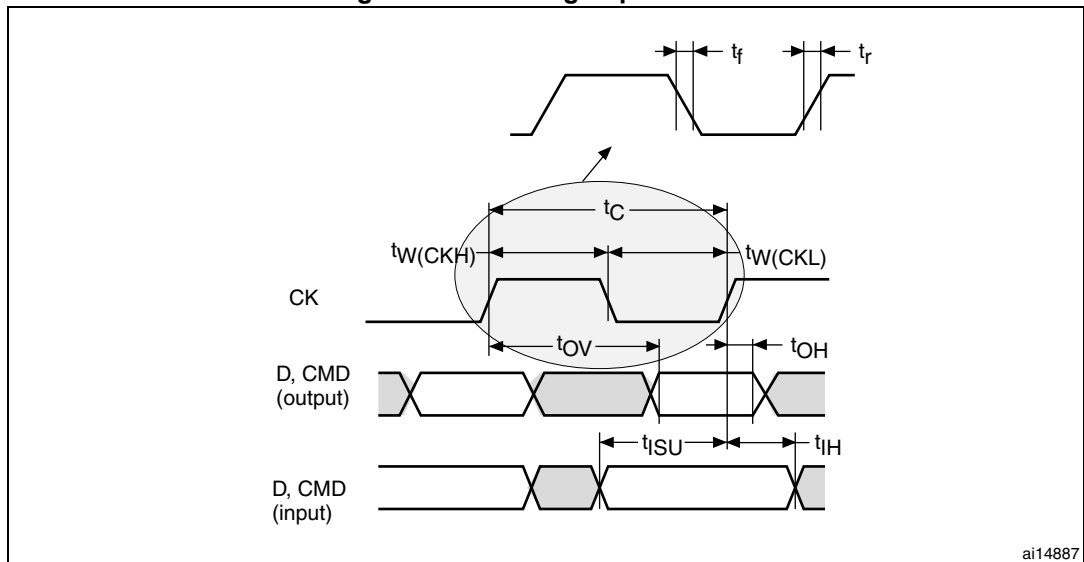 tf
tr
tC
tW(CKH)
tW(CKL)
CK
tOV
tOH
D, CMD
(output)
tISU
tIH
D, CMD
(input)
ai14887